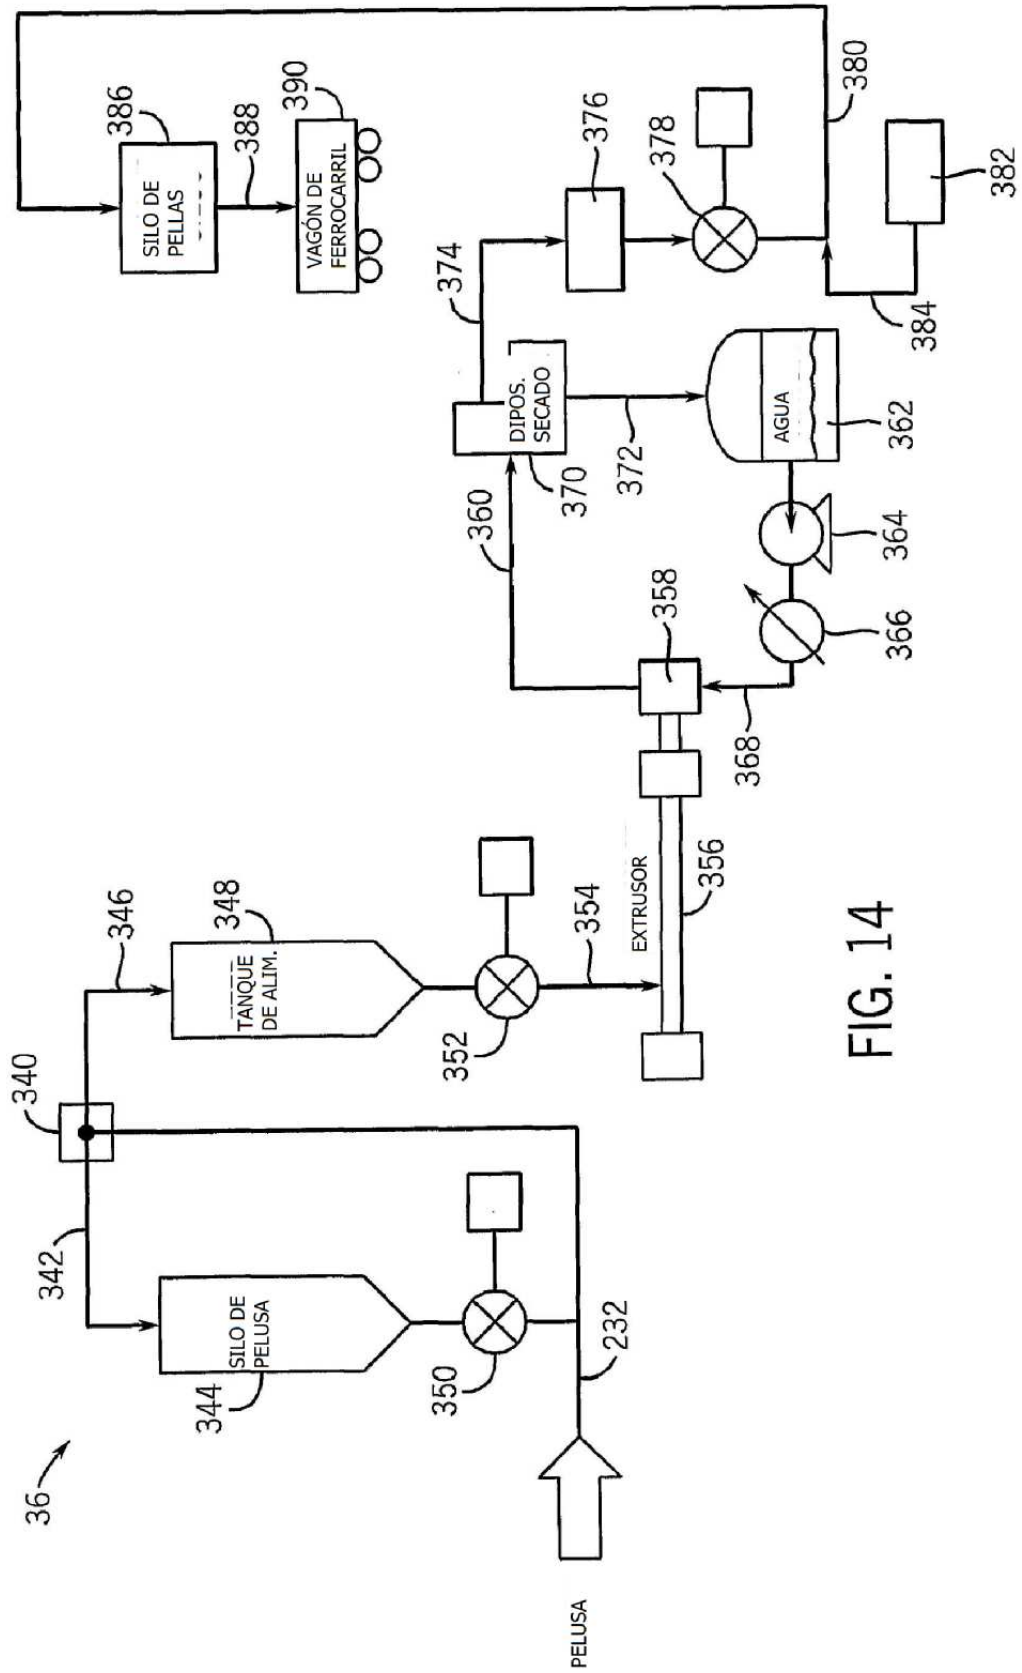 36
342
340
346
386
388
390
SILO DE
PELLAS
VAGÓN DE
FERROCARRIL
344
SILO DE
PELUSA
348
TANQUE
DE ALIM.
350
352
354
232
PELUSA
EXTRUSOR
356
358
360
368
370
DIPOS.
SECADO
372
374
376
378
380
AGUA
362
364
366
384
382
FIG. 14